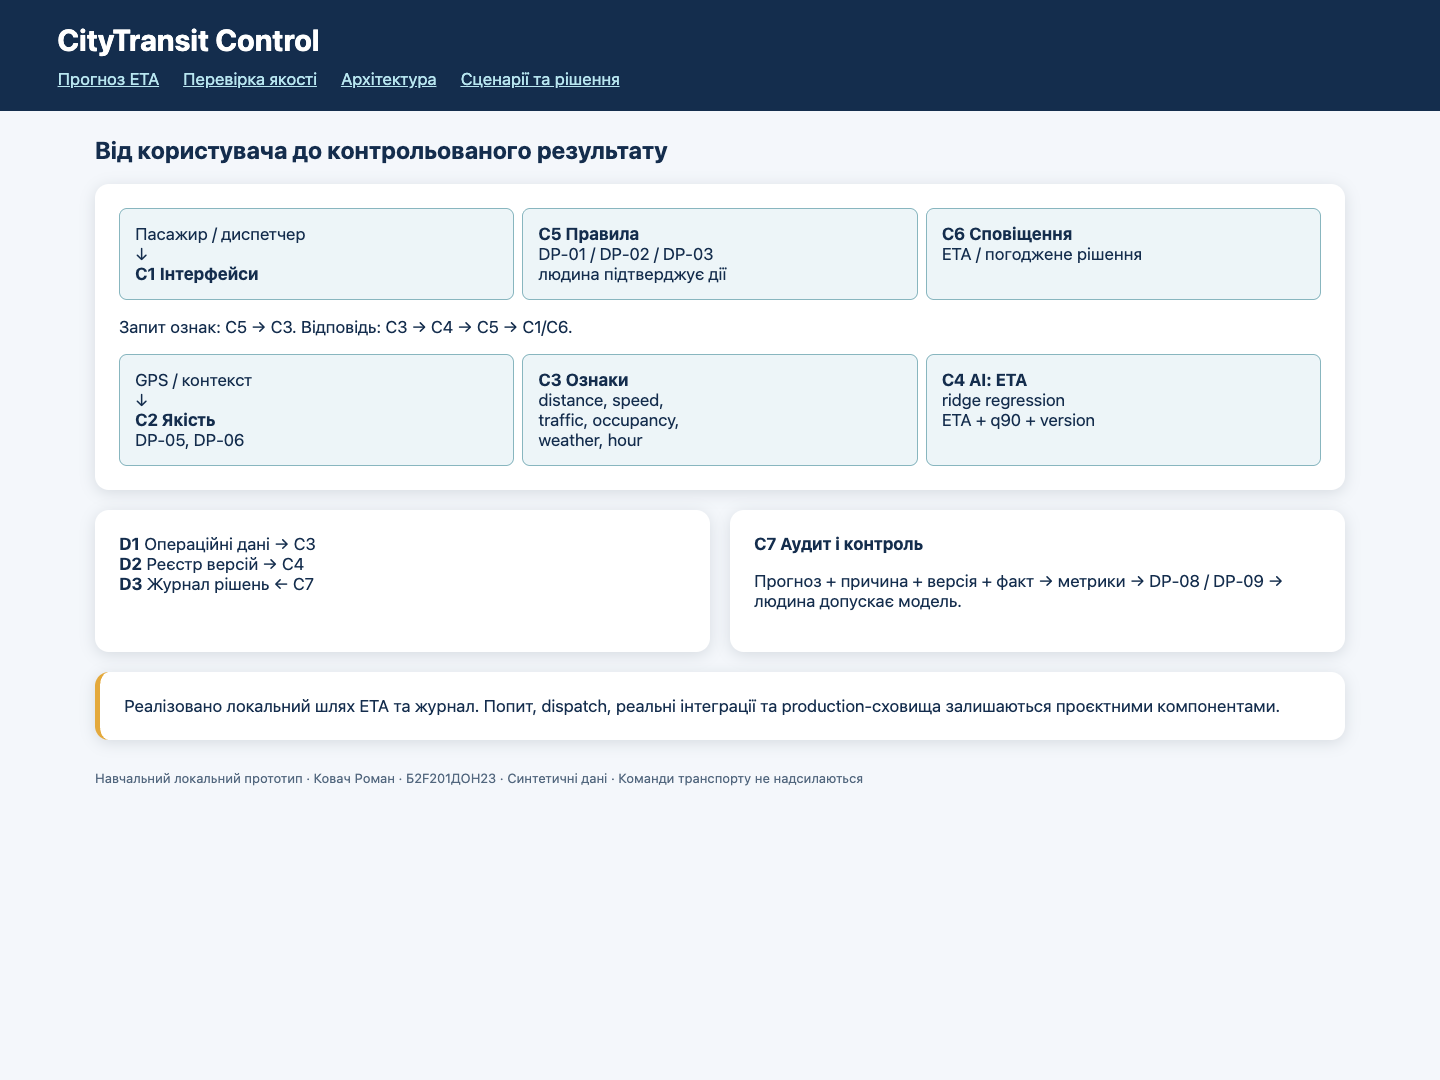 CityTransit Control
Прогноз ETA Перевірка якості Архітектура Сценарії та рішення
Від користувача до контрольованого результату
Пасажир / диспетчер
↓
C1 Інтерфейси
C5 Правила
DP-01 / DP-02 / DP-03
людина підтверджує дії
C6 Сповіщення
ETA / погоджене рішення
Запит ознак: C5 → C3. Відповідь: C3 → C4 → C5 → C1/C6.
GPS / контекст
↓
C2 Якість
DP-05, DP-06
C3 Ознаки
distance, speed,
traffic, occupancy,
weather, hour
C4 AI: ETA
ridge regression
ETA + q90 + version
D1 Операційні дані → C3
D2 Реєстр версій → C4
D3 Журнал рішень ← C7
C7 Аудит і контроль
Прогноз + причина + версія + факт → метрики → DP-08 / DP-09 →
людина допускає модель.
Реалізовано локальний шлях ETA та журнал. Попит, dispatch, реальні інтеграції та production-сховища залишаються проєктними компонентами.
Навчальний локальний прототип · Ковач Роман · Б2F201ДОН23 · Синтетичні дані · Команди транспорту не надсилаються